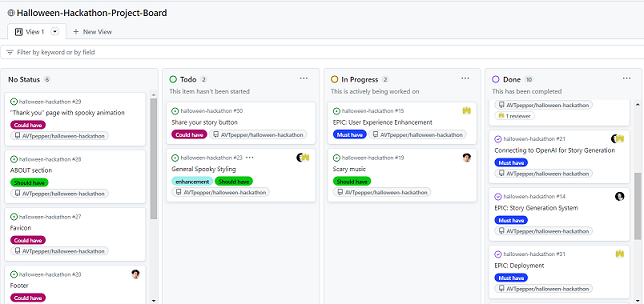 Halloween-Hackathon-Project-Board
View 1
+ New View
Filter by keyword or by field
No Status 6
halloween-hackathon #29
"Thank you" page with spooky animation
Could have
AVTpepper/halloween-hackathon
halloween-hackathon #28
ABOUT section
Should have
AVTpepper/halloween-hackathon
halloween-hackathon #27
Favicon
Could have
AVTpepper/halloween-hackathon
halloween-hackathon #20
Footer
Could have
Todo 2
This item hasn't been started
halloween-hackathon #30
Share your story button
Could have
AVTpepper/halloween-hackathon
halloween-hackathon #23
General Spooky Styling
enhancement
Should have
AVTpepper/halloween-hackathon
In Progress 2
This is actively being worked on
halloween-hackathon #15
EPIC: User Experience Enhancement
Must have
AVTpepper/halloween-hackathon
halloween-hackathon #19
Scary music
Should have
AVTpepper/halloween-hackathon
Done 10
This has been completed
AVTpepper/halloween-hackathon
1 reviewer
halloween-hackathon #21
Connecting to OpenAI for Story Generation
Must have
AVTpepper/halloween-hackathon
halloween-hackathon #14
EPIC: Story Generation System
Must have
AVTpepper/halloween-hackathon
halloween-hackathon #31
EPIC: Deployment
Must have
AVTpepper/halloween-hackathon